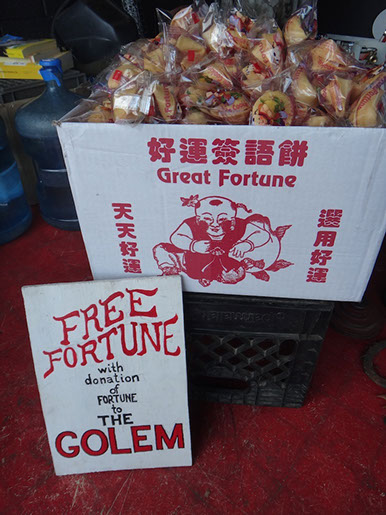 好運簽語餅
Great Fortune
天天好運
選用好運
FREE
FORTUNE
with
donation
of
FORTUNE
to
THE
GOLEM